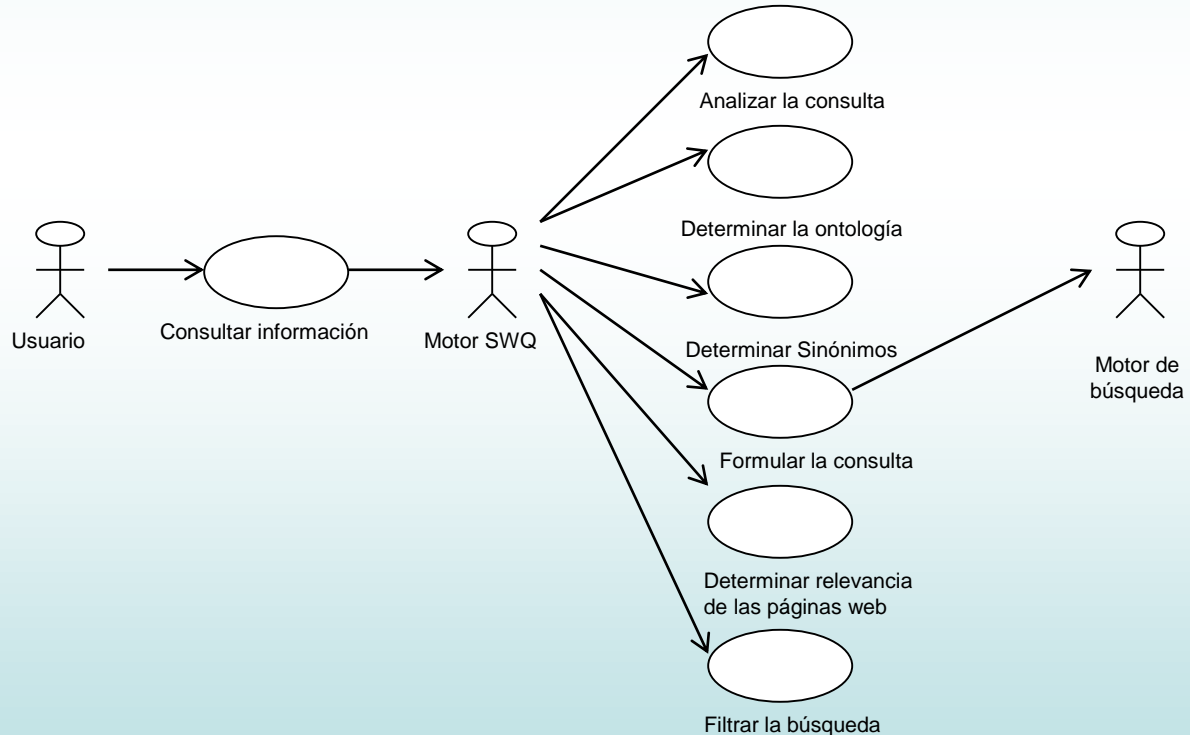 Analizar la consulta
Determinar la ontología
Usuario
Consultar información
Motor SWQ
Determinar Sinónimos
Motor de
búsqueda
Formular la consulta
Determinar relevancia
de las páginas web
Filtrar la búsqueda